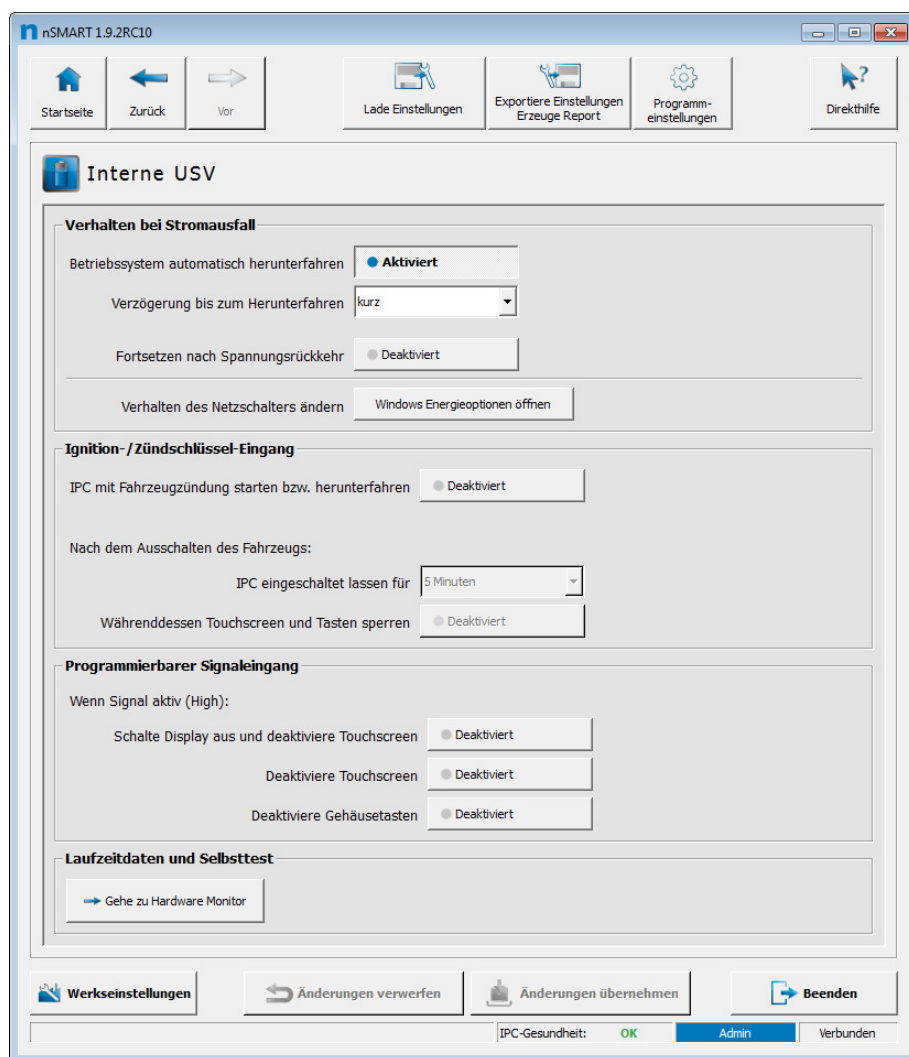 nSMART 1.9.2RC10
Startseite
Zurück
Vor
Lade Einstellungen
Exportiere Einstellungen
Erzeuge Report
Programm-
einstellungen
Direkthilfe
Interne USV
Verhalten bei Stromausfall
Betriebssystem automatisch herunterfahren Aktiviert
Verzögerung bis zum Herunterfahren kurz
Fortsetzen nach Spannungsrückkehr Deaktiviert
Verhalten des Netzschalters ändern Windows Energieoptionen öffnen
Ignition-/Zündschlüssel-Eingang
IPC mit Fahrzeugzündung starten bzw. herunterfahren Deaktiviert
Nach dem Ausschalten des Fahrzeugs:
IPC eingeschaltet lassen für 5 Minuten
Währenddessen Touchscreen und Tasten sperren Deaktiviert
Programmierbarer Signaleingang
Wenn Signal aktiv (High):
Schalte Display aus und deaktiviere Touchscreen Deaktiviert
Deaktiviere Touchscreen Deaktiviert
Deaktiviere Gehäusetasten Deaktiviert
Laufzeitdaten und Selbsttest
Gehe zu Hardware Monitor
Werkseinstellungen Änderungen verwerfen Änderungen übernehmen Beenden
IPC-Gesundheit: OK Admin Verbunden